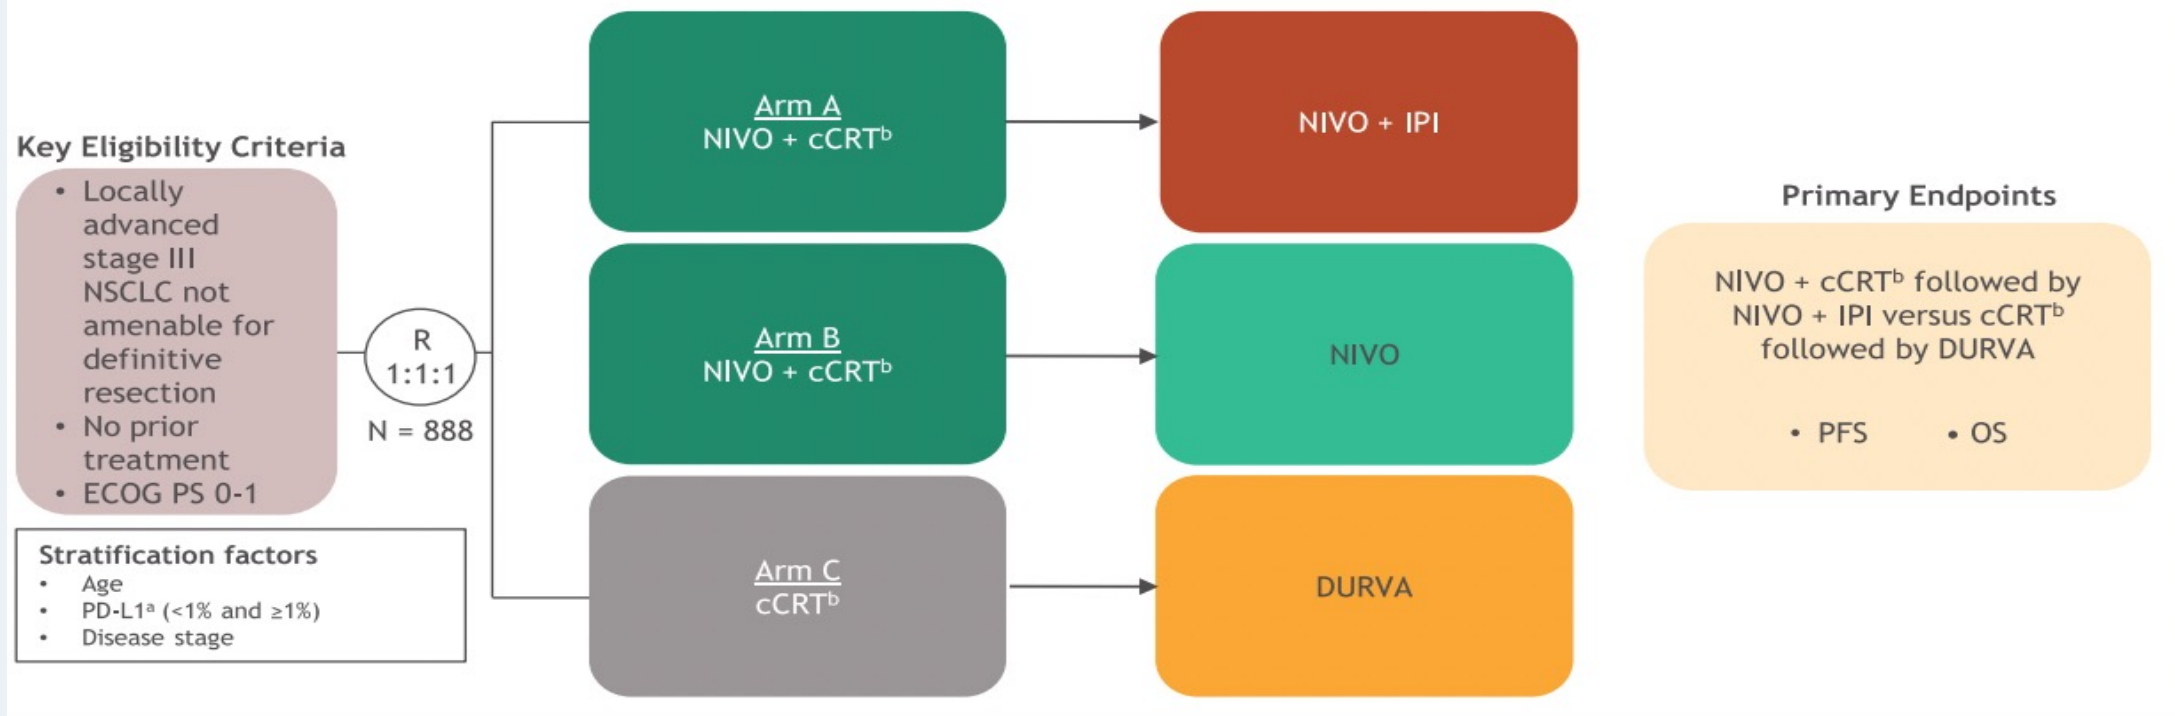 Key Eligibility Criteria
• Locally
advanced
stage III
NSCLC not
amenable for
definitive
resection
• No prior
treatment
• ECOG PS 0-1
Stratification factors
• Age
• PD-L1ᵃ (<1% and ≥1%)
• Disease stage
R
1:1:1
N = 888
Arm A
NIVO + cCRTᵇ
NIVO + IPI
Arm B
NIVO + cCRTᵇ
NIVO
Arm C
cCRTᵇ
DURVA
Primary Endpoints
NIVO + cCRTᵇ followed by
NIVO + IPI versus cCRTᵇ
followed by DURVA
• PFS • OS